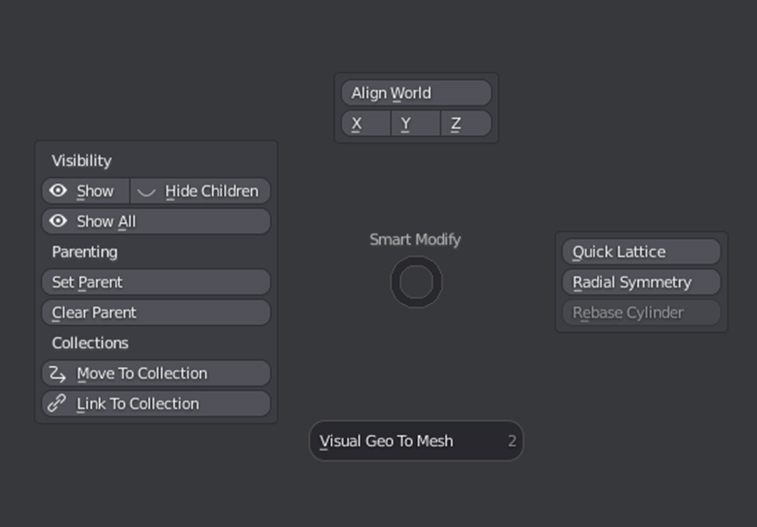 Align World
X Y Z
Visibility
Show Hide Children
Show All
Parenting
Set Parent
Clear Parent
Collections
Move To Collection
Link To Collection
Smart Modify
Quick Lattice
Radial Symmetry
Rebase Cylinder
Visual Geo To Mesh 2